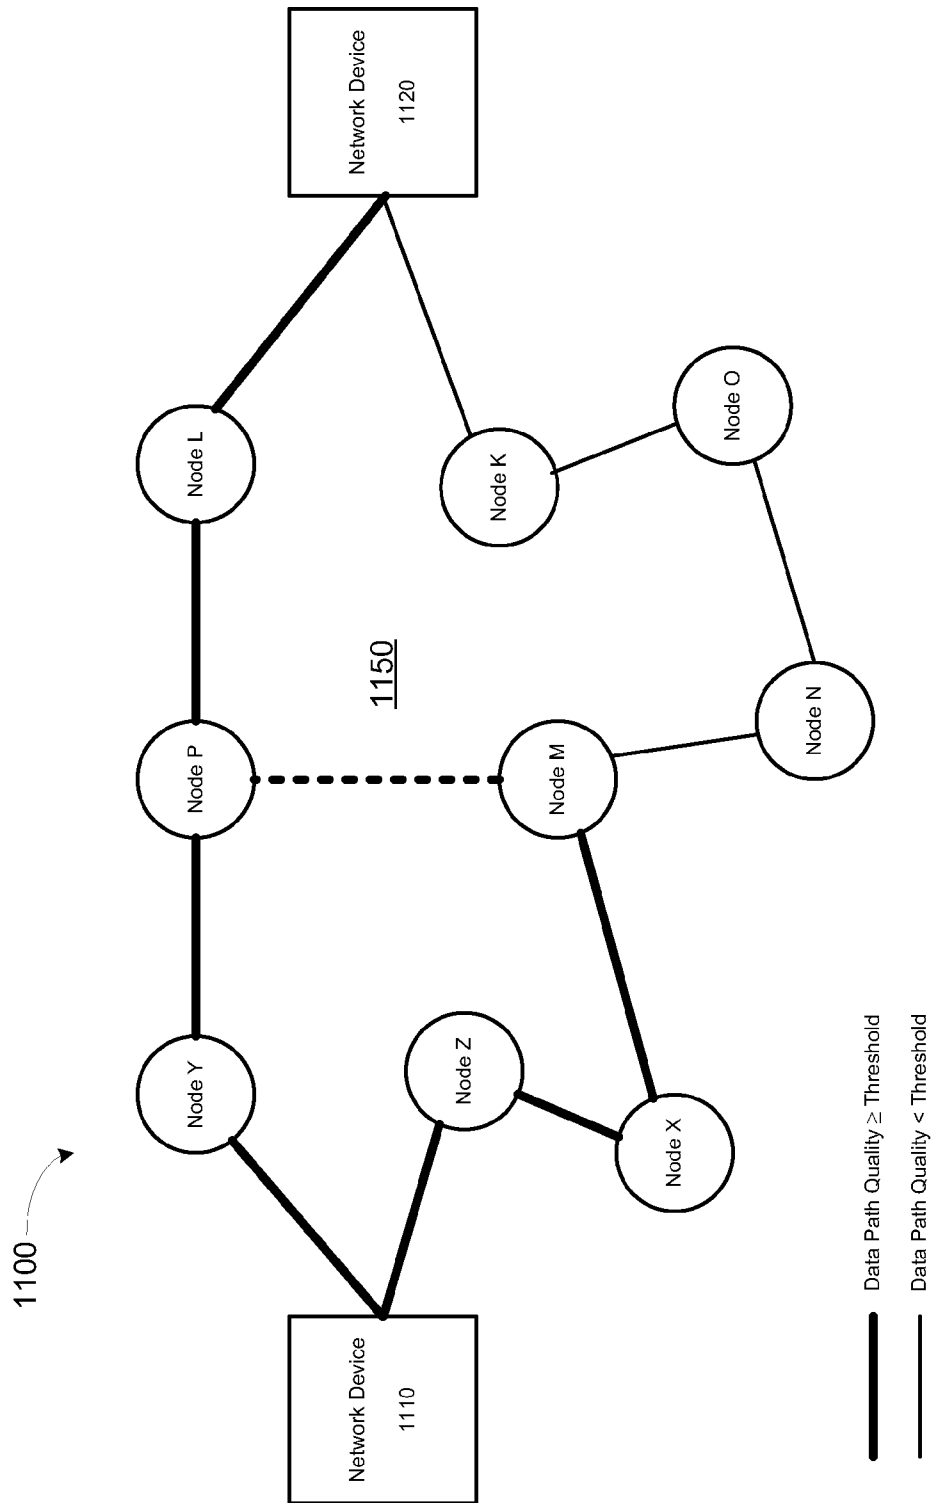 1100
Network Device
1110
Node Y
Node Z
Node X
Node P
Node M
1150
Node N
Node L
Node K
Node O
Network Device
1120
Data Path Quality ≥ Threshold
Data Path Quality < Threshold